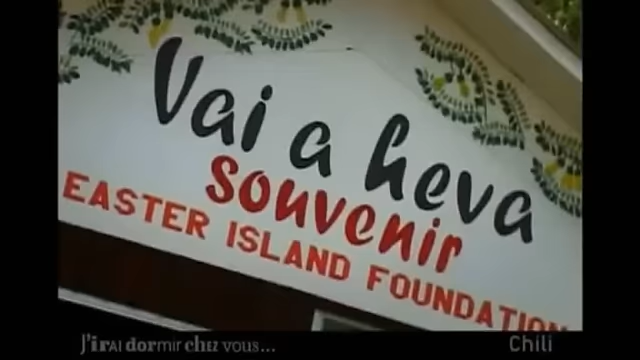 Vai a heva
souvenir
EASTER ISLAND FOUNDATION
J'irai dormir chez vous...
Chili